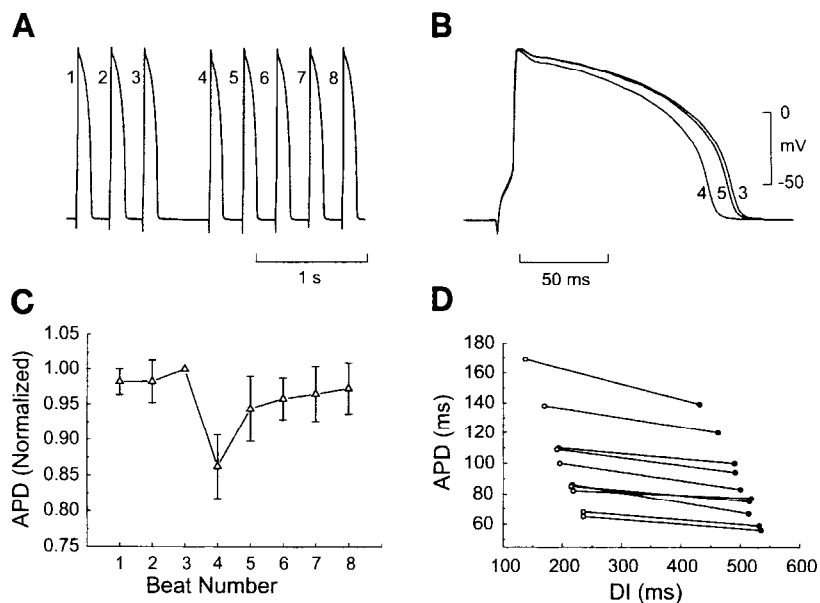 A
1 2 3 4 5 6 7 8
1 s
B
0
mV
-50
4 5 3
50 ms
C
1.05
1.00
0.95
0.90
0.85
0.80
0.75
APD (Normalized)
1 2 3 4 5 6 7 8
Beat Number
D
180
160
140
120
100
80
60
APD (ms)
100 200 300 400 500 600
DI (ms)